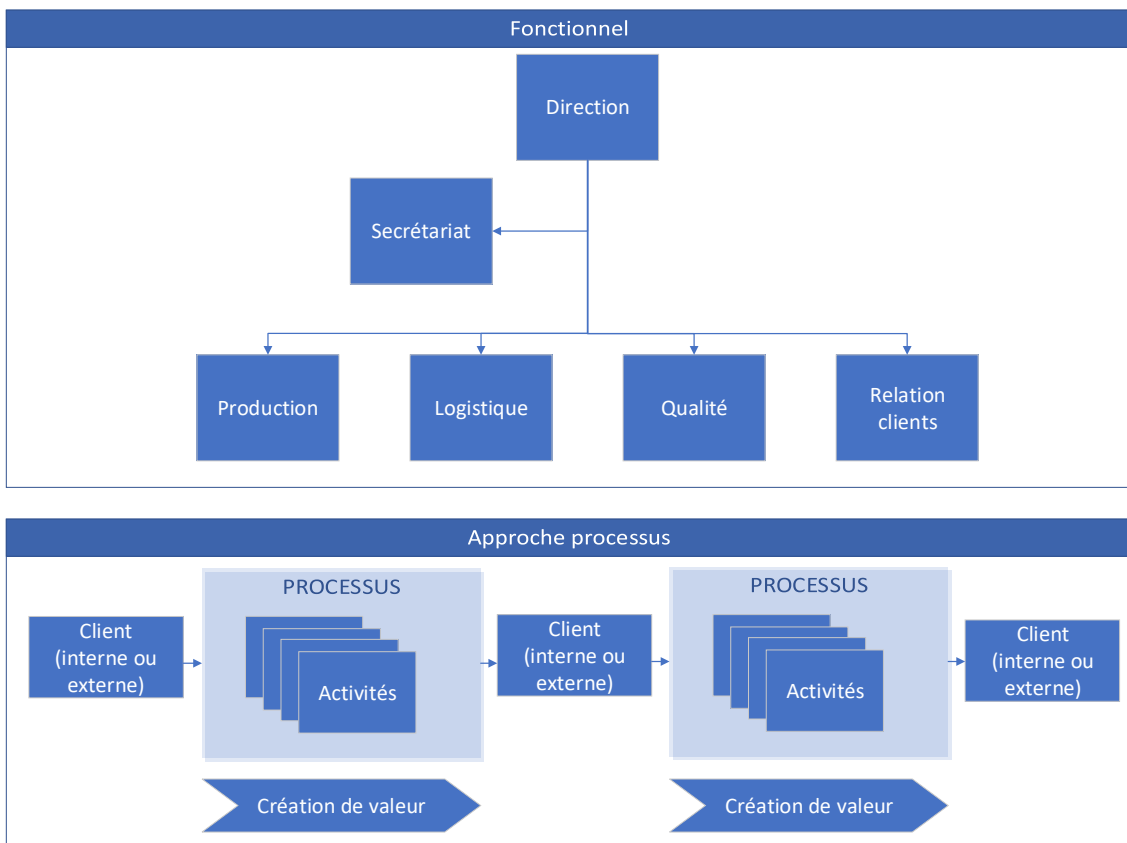 Fonctionnel
Direction
Secrétariat
Production
Logistique
Qualité
Relation
clients
Approche processus
PROCESSUS
PROCESSUS
Client
(interne ou
externe)
Activités
Client
(interne ou
externe)
Activités
Client
(interne ou
externe)
Création de valeur
Création de valeur